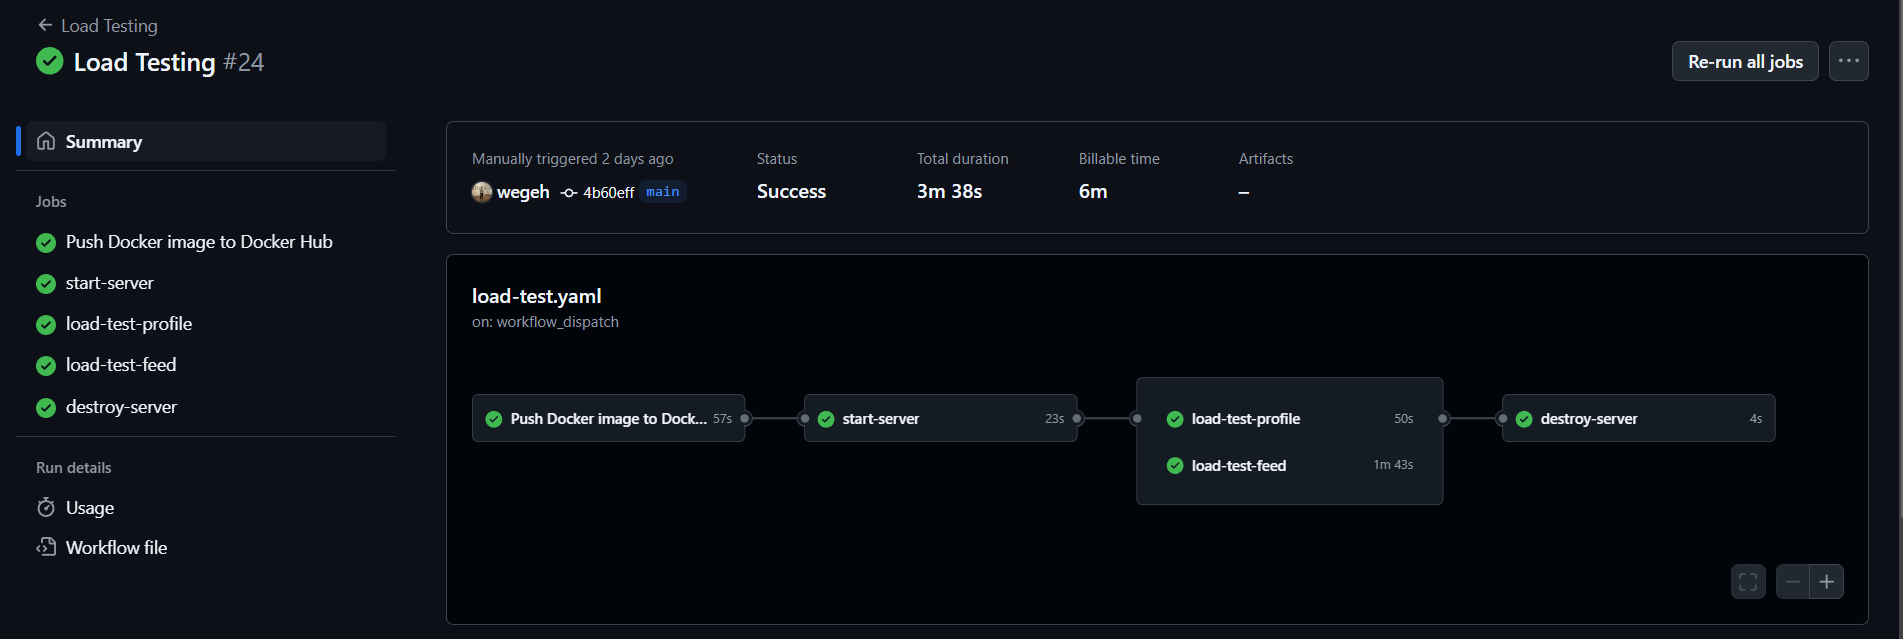 Load Testing
Load Testing #24
Re-run all jobs
Summary
Jobs
Push Docker image to Docker Hub
start-server
load-test-profile
load-test-feed
destroy-server
Run details
Usage
Workflow file
Manually triggered 2 days ago
wegeh 4b60eff main
Status
Success
Total duration
3m 38s
Billable time
6m
Artifacts
–
load-test.yaml
on: workflow_dispatch
Push Docker image to Dock... 57s
start-server 23s
load-test-profile 50s
load-test-feed 1m 43s
destroy-server 4s